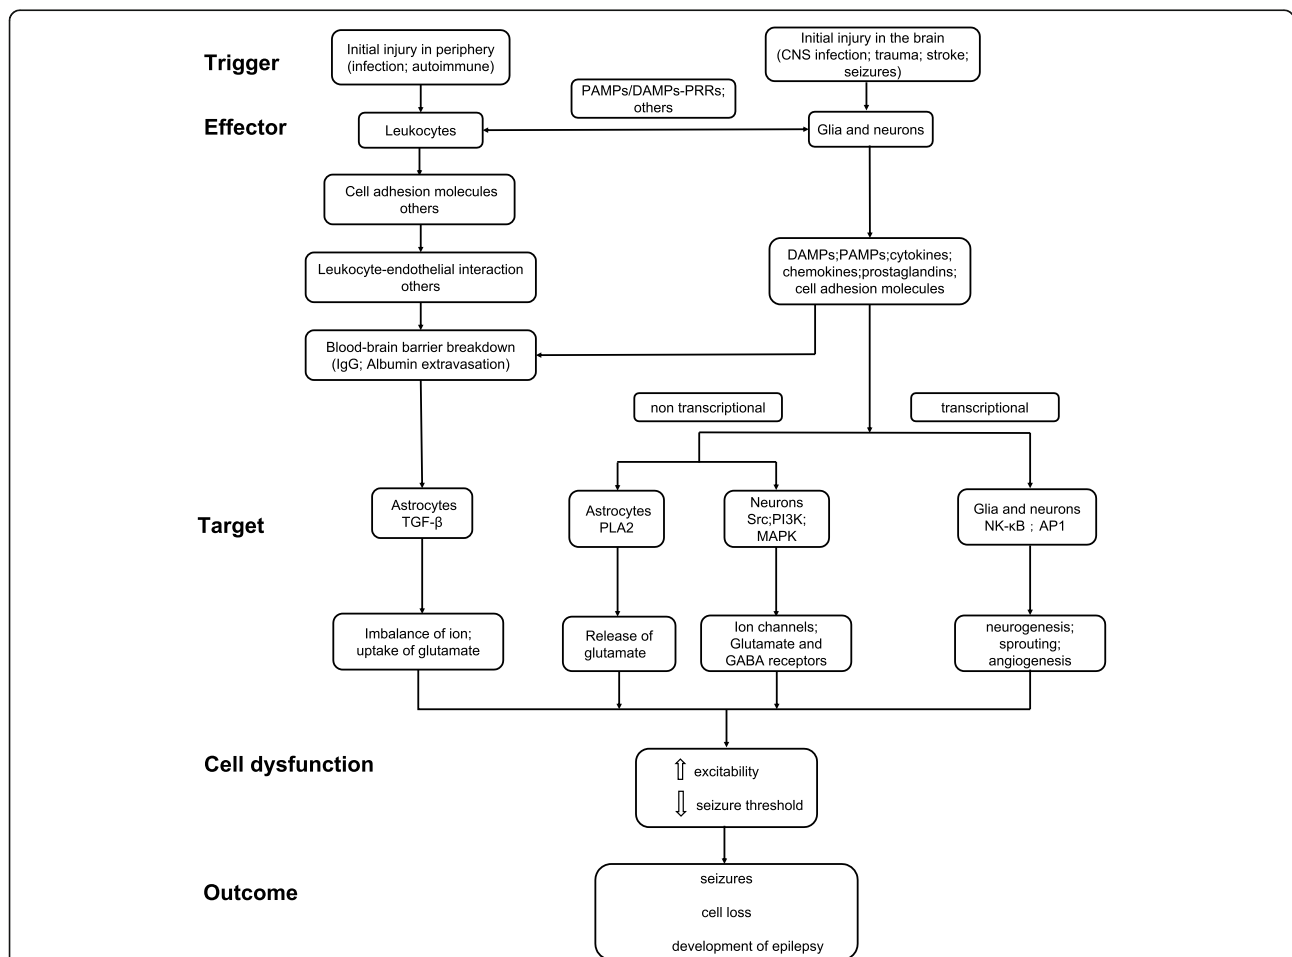 Trigger
Initial injury in periphery
(infection; autoimmune)
Initial injury in the brain
(CNS infection; trauma; stroke;
seizures)
PAMPs/DAMPs-PRRs;
others
Effector
Leukocytes
Glia and neurons
Cell adhesion molecules
others
Leukocyte-endothelial interaction
others
DAMPs;PAMPs;cytokines;
chemokines;prostaglandins;
cell adhesion molecules
Blood-brain barrier breakdown
(IgG; Albumin extravasation)
non transcriptional
transcriptional
Target
Astrocytes
TGF-β
Astrocytes
PLA2
Neurons
Src;PI3K;
MAPK
Glia and neurons
NK-κB ; AP1
Imbalance of ion;
uptake of glutamate
Release of
glutamate
Ion channels;
Glutamate and
GABA receptors
neurogenesis;
sprouting;
angiogenesis
Cell dysfunction
⇧ excitability
⇩ seizure threshold
Outcome
seizures
cell loss
development of epilepsy